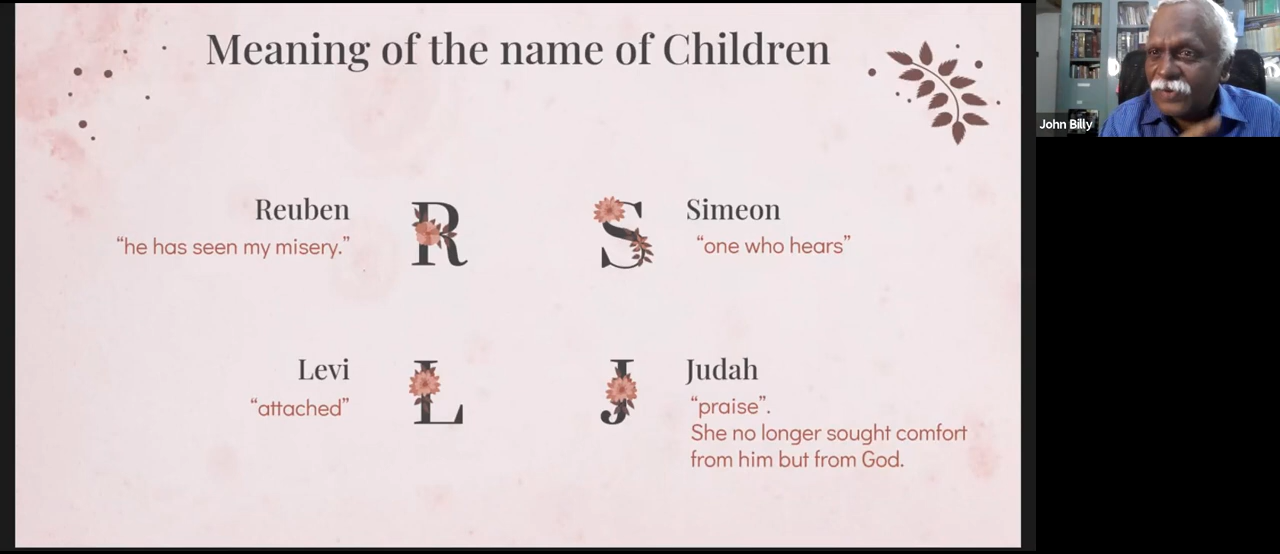 Meaning of the name of Children
Reuben
“he has seen my misery.”
R
S
Simeon
“one who hears”
Levi
“attached”
L
J
Judah
“praise”.
She no longer sought comfort
from him but from God.
John Billy